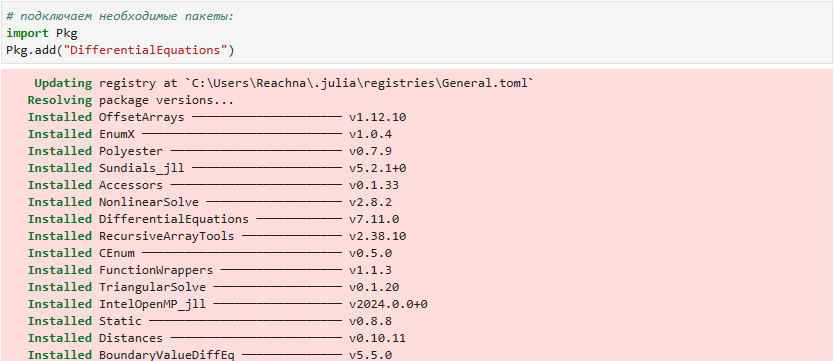 # подключаем необходимые пакеты:
import Pkg
Pkg.add("DifferentialEquations")
Updating registry at `C:\Users\Reachna\.julia\registries\General.toml`
Resolving package versions...
Installed OffsetArrays ───────────────────── v1.12.10
Installed EnumX ──────────────────────────── v1.0.4
Installed Polyester ──────────────────────── v0.7.9
Installed Sundials_jll ───────────────────── v5.2.1+0
Installed Accessors ──────────────────────── v0.1.33
Installed NonlinearSolve ─────────────────── v2.8.2
Installed DifferentialEquations ──────────── v7.11.0
Installed RecursiveArrayTools ────────────── v2.38.10
Installed CEnum ──────────────────────────── v0.5.0
Installed FunctionWrappers ───────────────── v1.1.3
Installed TriangularSolve ────────────────── v0.1.20
Installed IntelOpenMP_jll ────────────────── v2024.0.0+0
Installed Static ─────────────────────────── v0.8.8
Installed Distances ──────────────────────── v0.10.11
Installed BoundaryValueDiffEq ────────────── v5.5.0